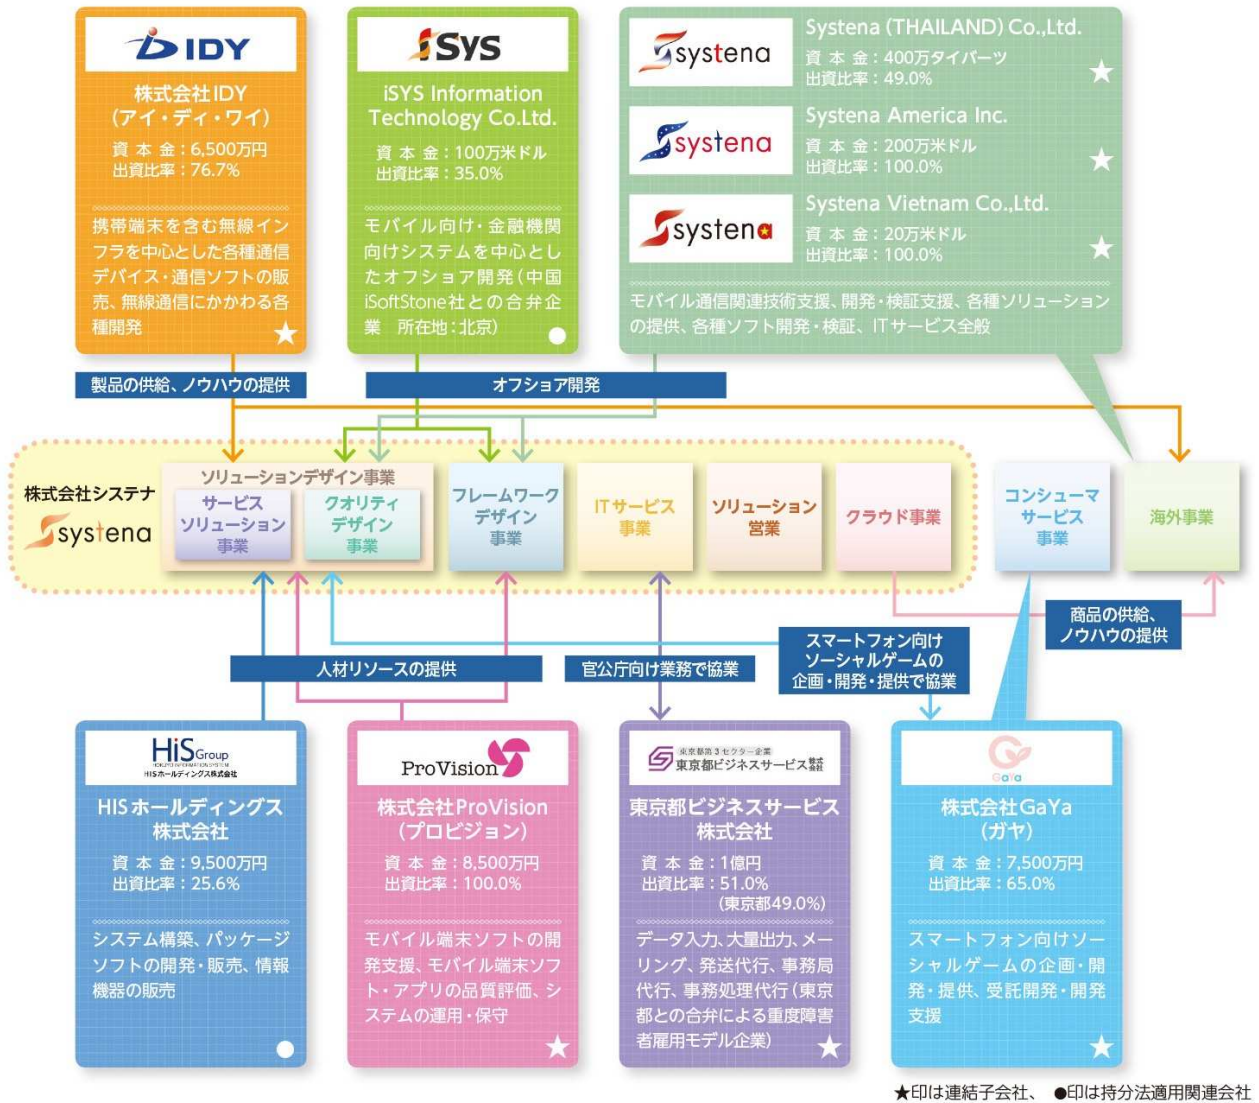 IDY
株式会社IDY
(アイ・ディ・ワイ)
資本金:6,500万円
出資比率:76.7%
携帯端末を含む無線イン
フラを中心とした各種通信
デバイス・通信ソフトの販
売、無線通信にかかわる各
種開発
★
iSYS
iSYS Information
Technology Co.Ltd.
資本金:100万米ドル
出資比率:35.0%
モバイル向け・金融機関
向けシステムを中心とし
たオフショア開発(中国
iSoftStone社との合弁企
業 所在地:北京)
●
systena
Systena (THAILAND) Co.,Ltd.
資本金:400万タイバーツ
出資比率:49.0%
★
systena
Systena America Inc.
資本金:200万米ドル
出資比率:100.0%
★
systena
Systena Vietnam Co.,Ltd.
資本金:20万米ドル
出資比率:100.0%
★
モバイル通信関連技術支援、開発・検証支援、各種ソリューション
の提供、各種ソフト開発・検証、ITサービス全般
製品の供給、ノウハウの提供
オフショア開発
株式会社システナ
systena
ソリューションデザイン事業
サービス
ソリューション
事業
クオリティ
デザイン
事業
フレームワーク
デザイン
事業
ITサービス
事業
ソリューション
営業
クラウド事業
コンシューマ
サービス
事業
海外事業
人材リソースの提供
官公庁向け業務で協業
スマートフォン向け
ソーシャルゲームの
企画・開発・提供で協業
商品の供給、
ノウハウの提供
HiS Group
HISホールディングス株式会社
HISホールディングス
株式会社
資本金:9,500万円
出資比率:25.6%
システム構築、パッケージ
ソフトの開発・販売、情報
機器の販売
●
ProVision
株式会社ProVision
(プロビジョン)
資本金:8,500万円
出資比率:100.0%
モバイル端末ソフトの開
発支援、モバイル端末ソフ
ト・アプリの品質評価、シ
ステムの運用・保守
★
東京都第3セクター企業
東京都ビジネスサービス株式会社
東京都ビジネスサービス
株式会社
資本金:1億円
出資比率:51.0%
(東京都49.0%)
データ入力、大量出力、メー
リング、発送代行、事務局
代行、事務処理代行(東京
都との合弁による重度障害
者雇用モデル企業)
★
GaYa
株式会社GaYa
(ガヤ)
資本金:7,500万円
出資比率:65.0%
スマートフォン向けソー
シャルゲームの企画・開
発・提供、受託開発・開発
支援
★
★印は連結子会社、 ●印は持分法適用関連会社